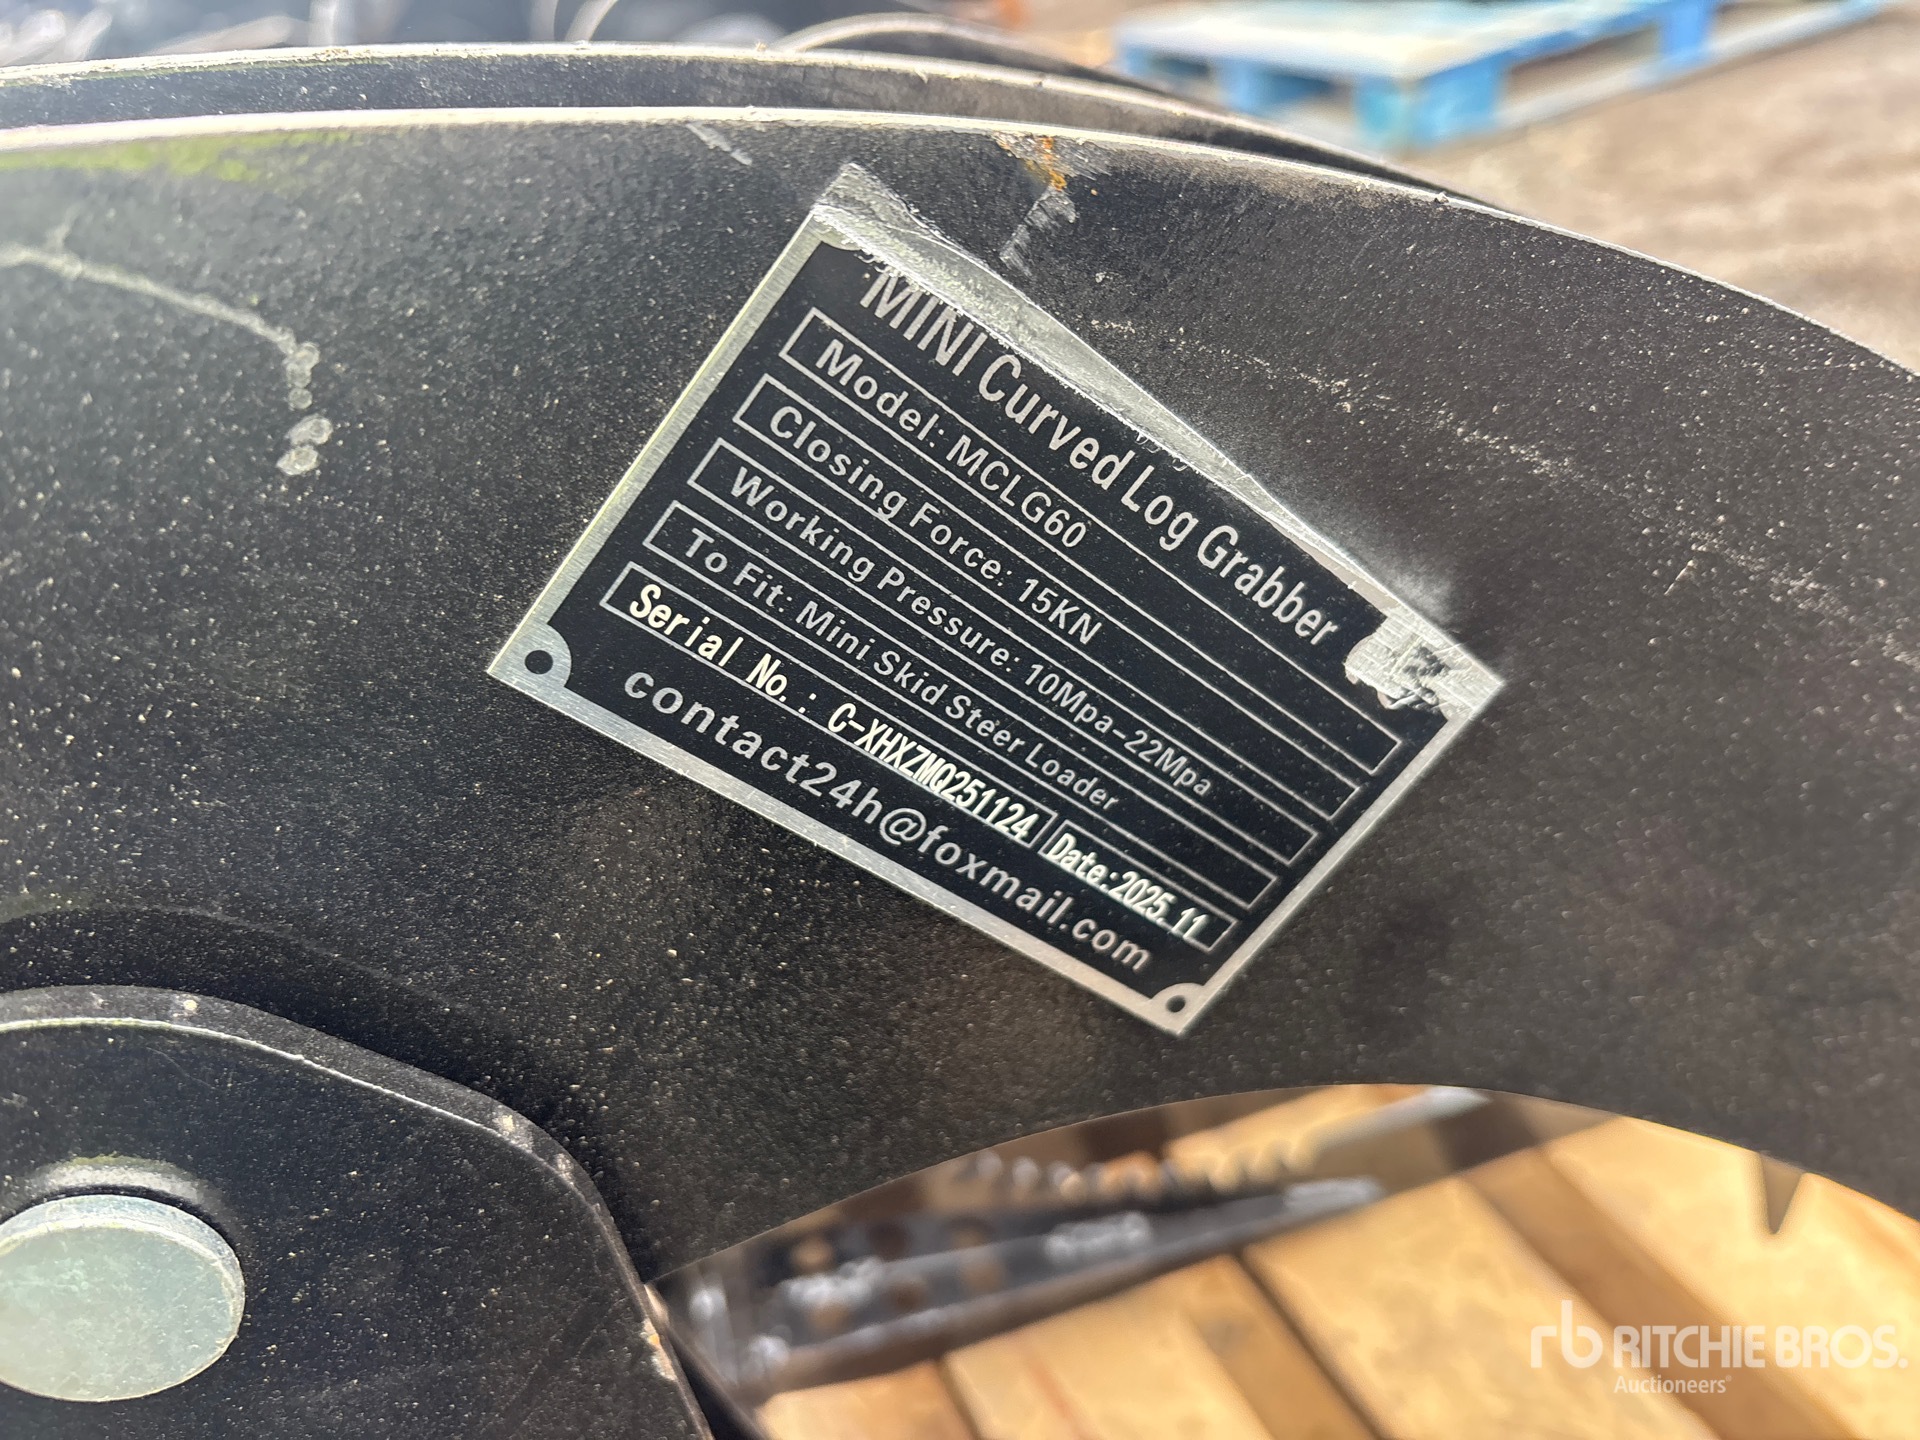 MINI Curved Log Grabber
Model: MCLG60
Closing Force: 15KN
Working Pressure: 10Mpa-22Mpa
To Fit: Mini Skid Steer Loader
Serial No.: C-XHXZMQ251124 Date:2025.11
contact24h@foxmail.com
rb RITCHIE BROS.
Auctioneers